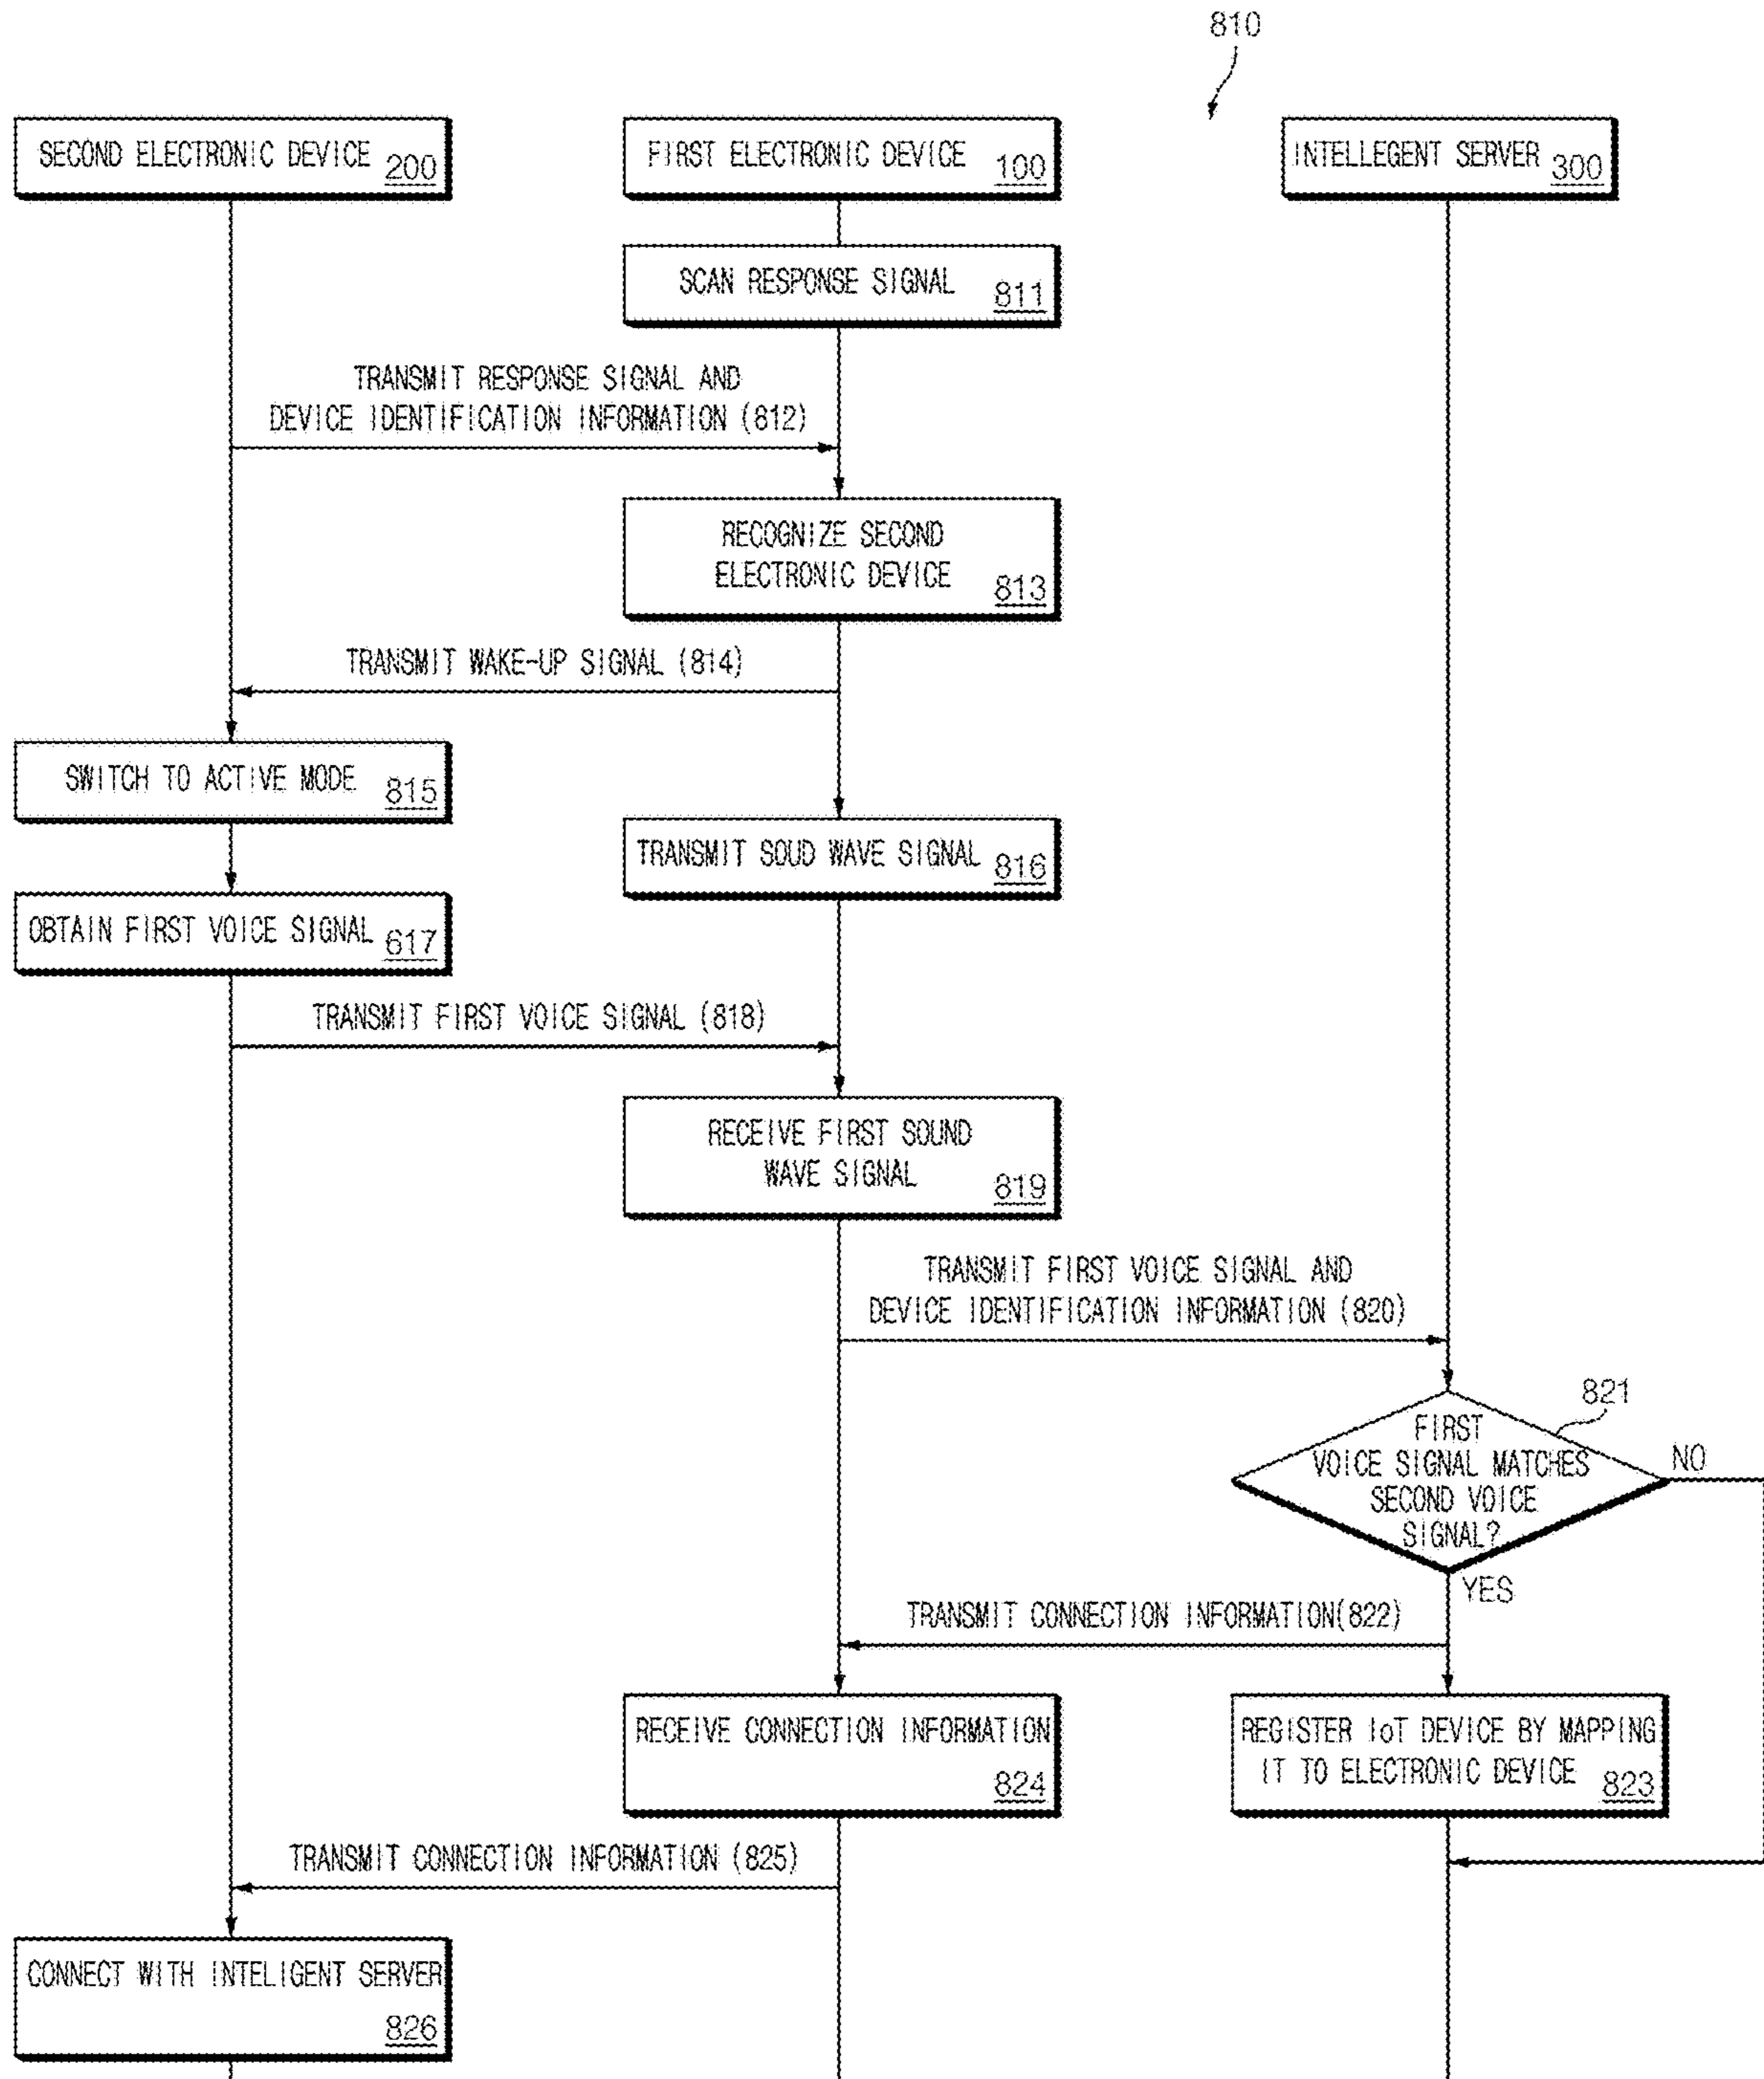 810
SECOND ELECTRONIC DEVICE 200
FIRST ELECTRONIC DEVICE 100
INTELLEGENT SERVER 300
SCAN RESPONSE SIGNAL 811
TRANSMIT RESPONSE SIGNAL AND
DEVICE IDENTIFICATION INFORMATION (812)
RECOGNIZE SECOND
ELECTRONIC DEVICE 813
TRANSMIT WAKE-UP SIGNAL (814)
SWITCH TO ACTIVE MODE 815
TRANSMIT SOUD WAVE SIGNAL 816
OBTAIN FIRST VOICE SIGNAL 617
TRANSMIT FIRST VOICE SIGNAL (818)
RECEIVE FIRST SOUND
WAVE SIGNAL 819
TRANSMIT FIRST VOICE SIGNAL AND
DEVICE IDENTIFICATION INFORMATION (820)
821
FIRST
VOICE SIGNAL MATCHES
SECOND VOICE
SIGNAL?
NO
YES
TRANSMIT CONNECTION INFORMATION(822)
RECEIVE CONNECTION INFORMATION
824
REGISTER IoT DEVICE BY MAPPING
IT TO ELECTRONIC DEVICE 823
TRANSMIT CONNECTION INFORMATION (825)
CONNECT WITH INTELIGENT SERVER
826